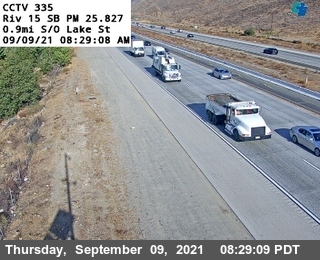 CCTV 335
Riv 15 SB PM 25.827
0.9mi S/O Lake St
09/09/21 08:29:08 AM
Thursday, September 09, 2021 08:29:09 PDT